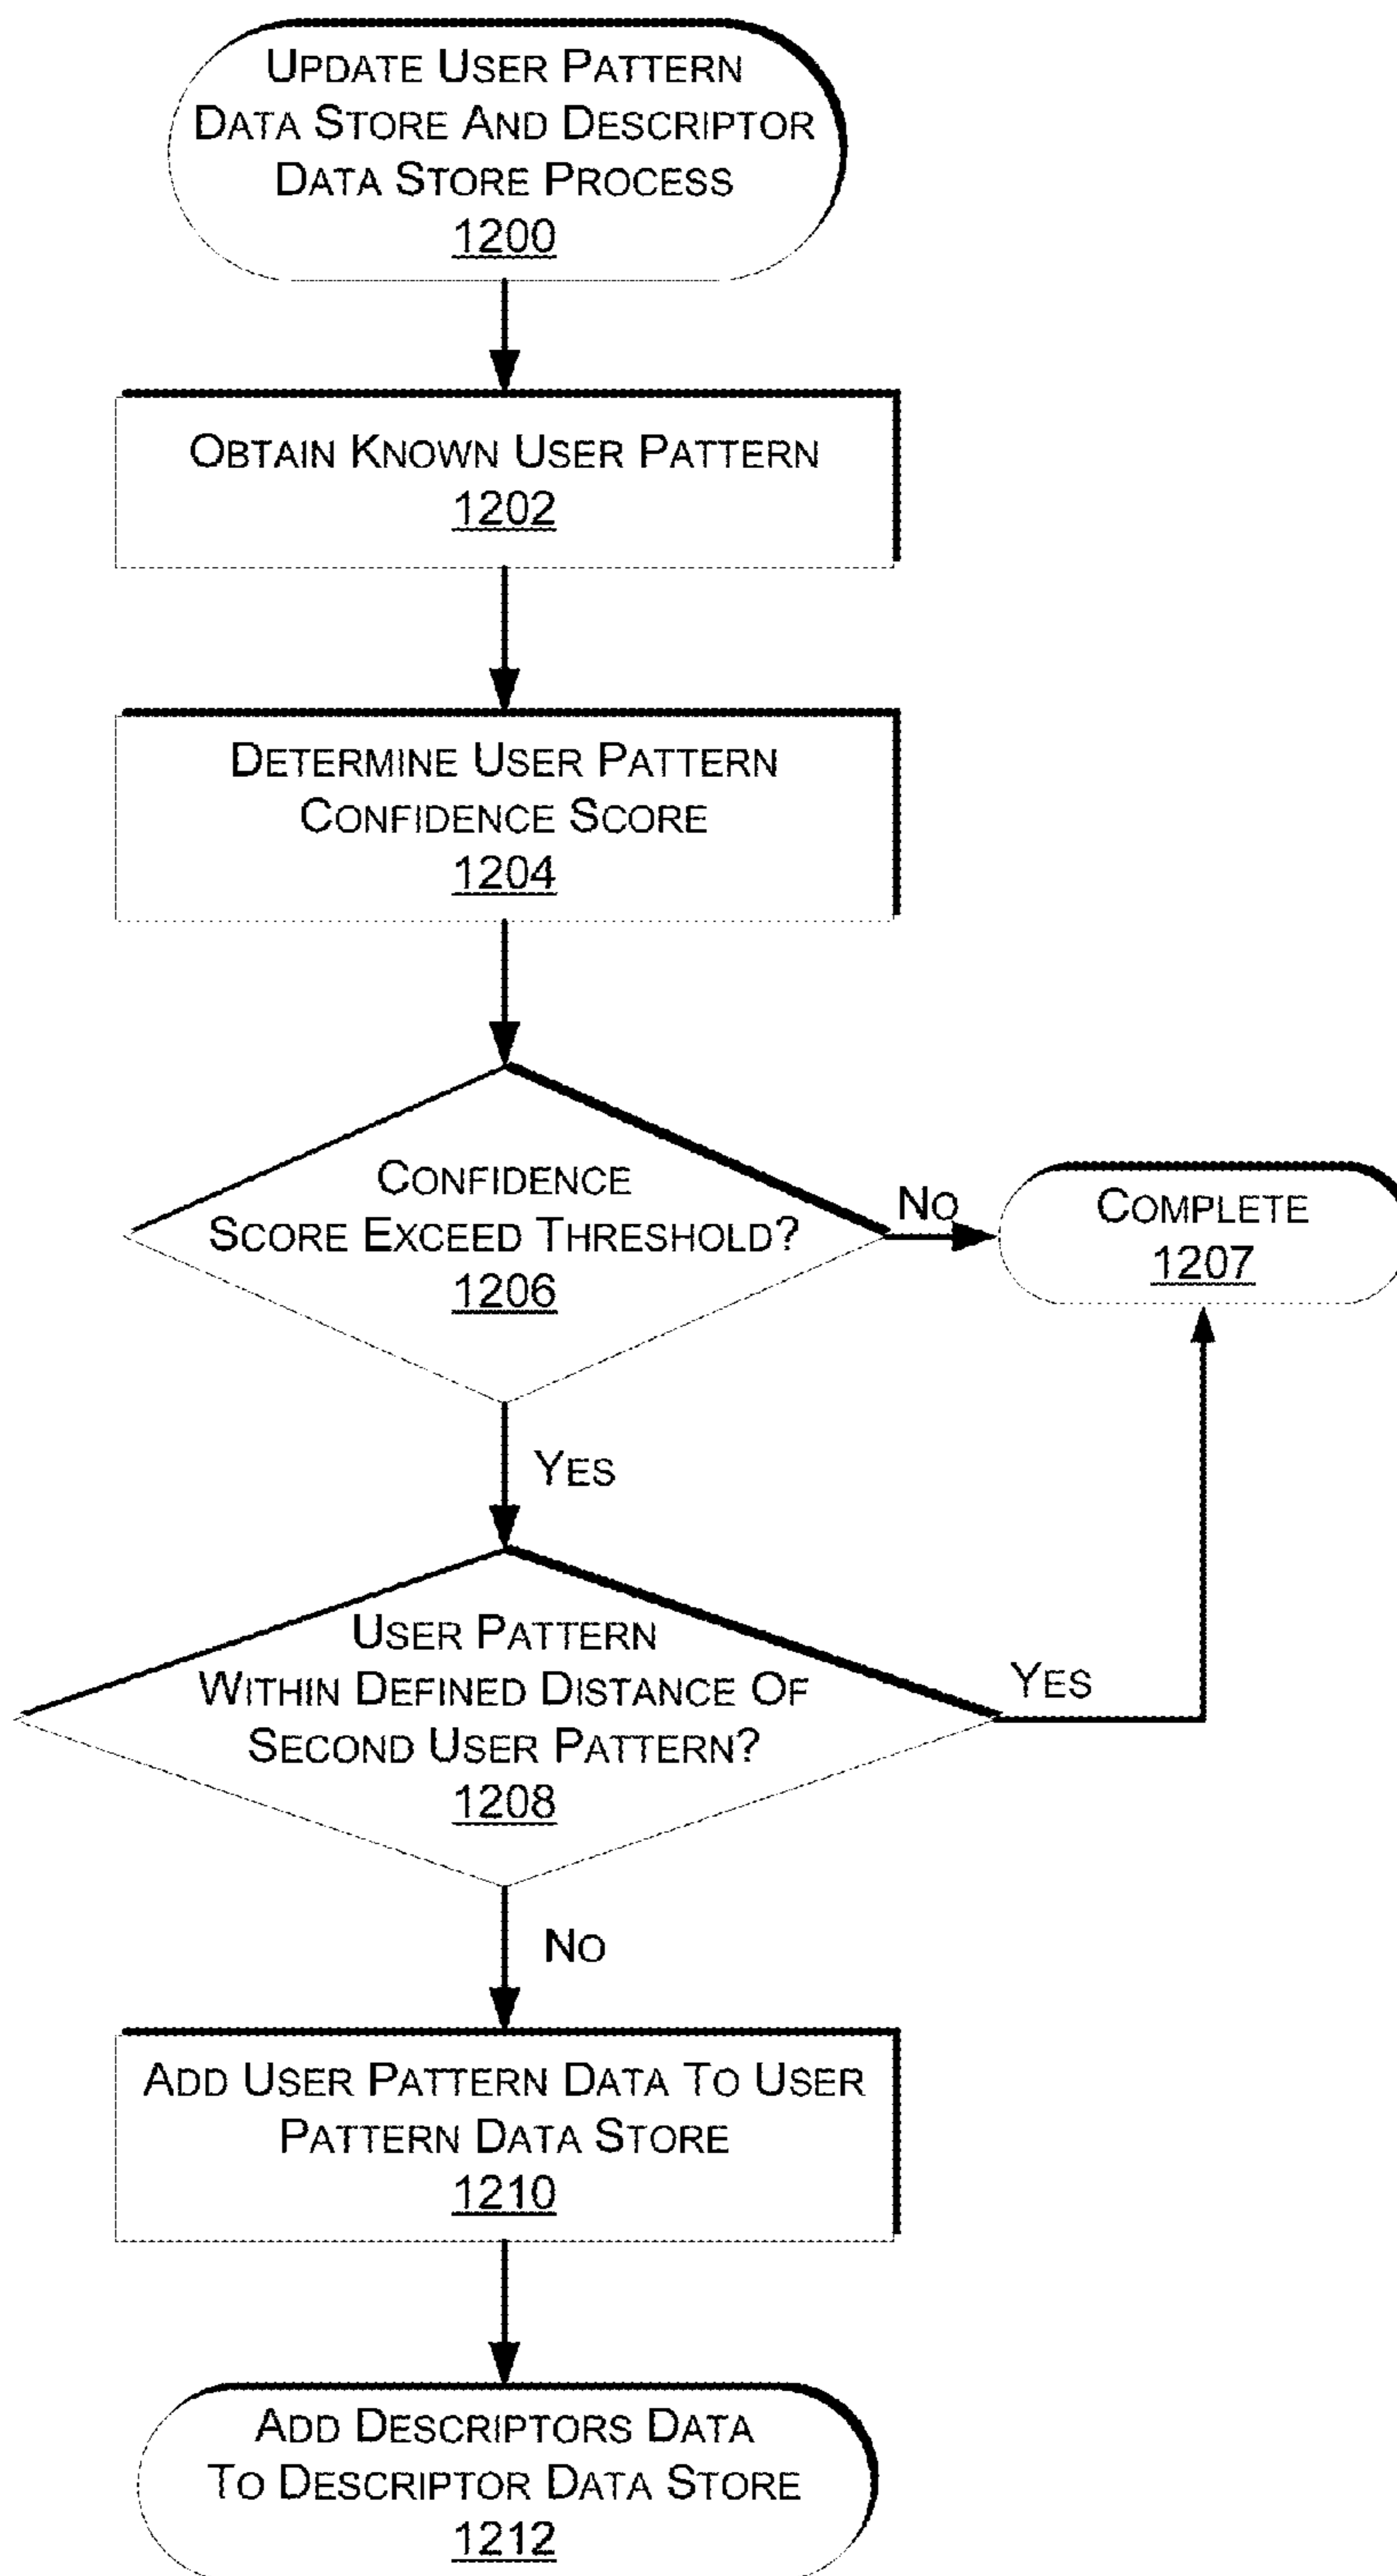 UPDATE USER PATTERN
DATA STORE AND DESCRIPTOR
DATA STORE PROCESS
1200
OBTAIN KNOWN USER PATTERN
1202
DETERMINE USER PATTERN
CONFIDENCE SCORE
1204
CONFIDENCE
SCORE EXCEED THRESHOLD?
1206
NO
COMPLETE
1207
YES
USER PATTERN
WITHIN DEFINED DISTANCE OF
SECOND USER PATTERN?
1208
YES
NO
ADD USER PATTERN DATA TO USER
PATTERN DATA STORE
1210
ADD DESCRIPTORS DATA
TO DESCRIPTOR DATA STORE
1212